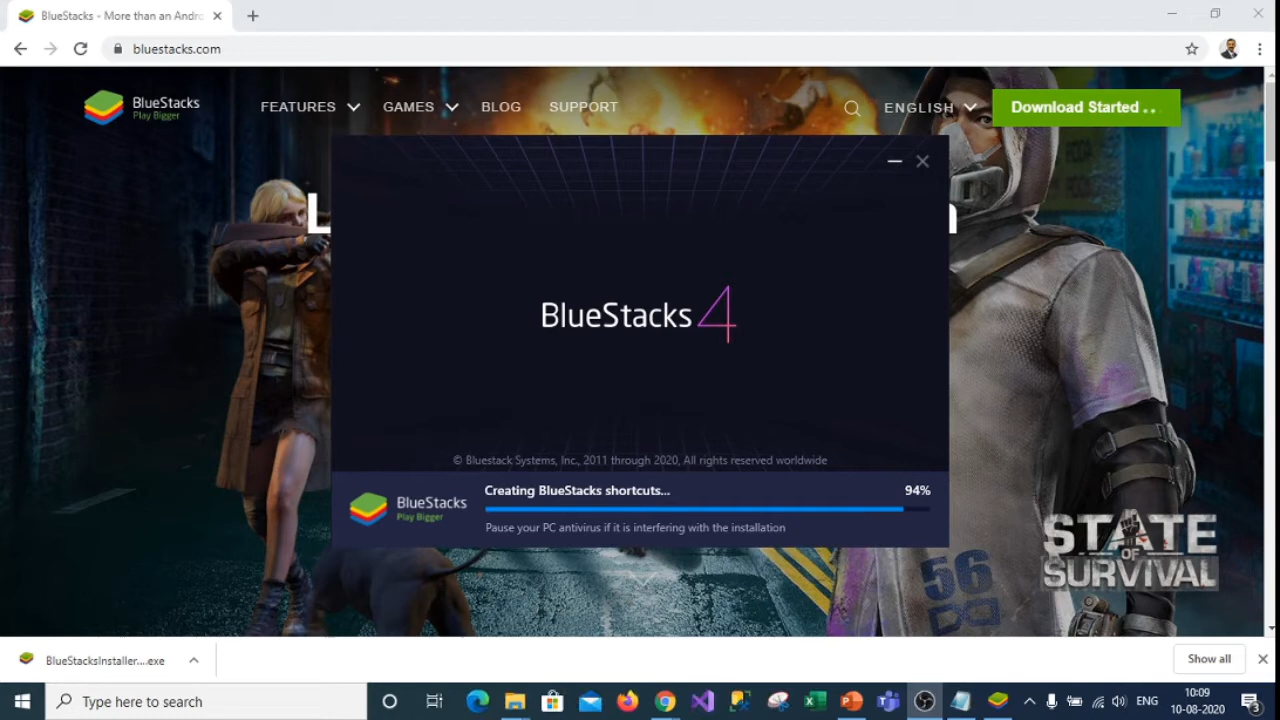 BlueStacks - More than an Andro
bluestacks.com
BlueStacks
Play Bigger
FEATURES
GAMES
BLOG
SUPPORT
ENGLISH
Download Started . .
L
n
BlueStacks 4
© Bluestack Systems, Inc., 2011 through 2020, All rights reserved worldwide
BlueStacks
Play Bigger
Creating BlueStacks shortcuts...
94%
Pause your PC antivirus if it is interfering with the installation
56
STATE
OF
SURVIVAL
BlueStacksInstaller....exe
Show all
Type here to search
ENG
10:09
10-08-2020
3